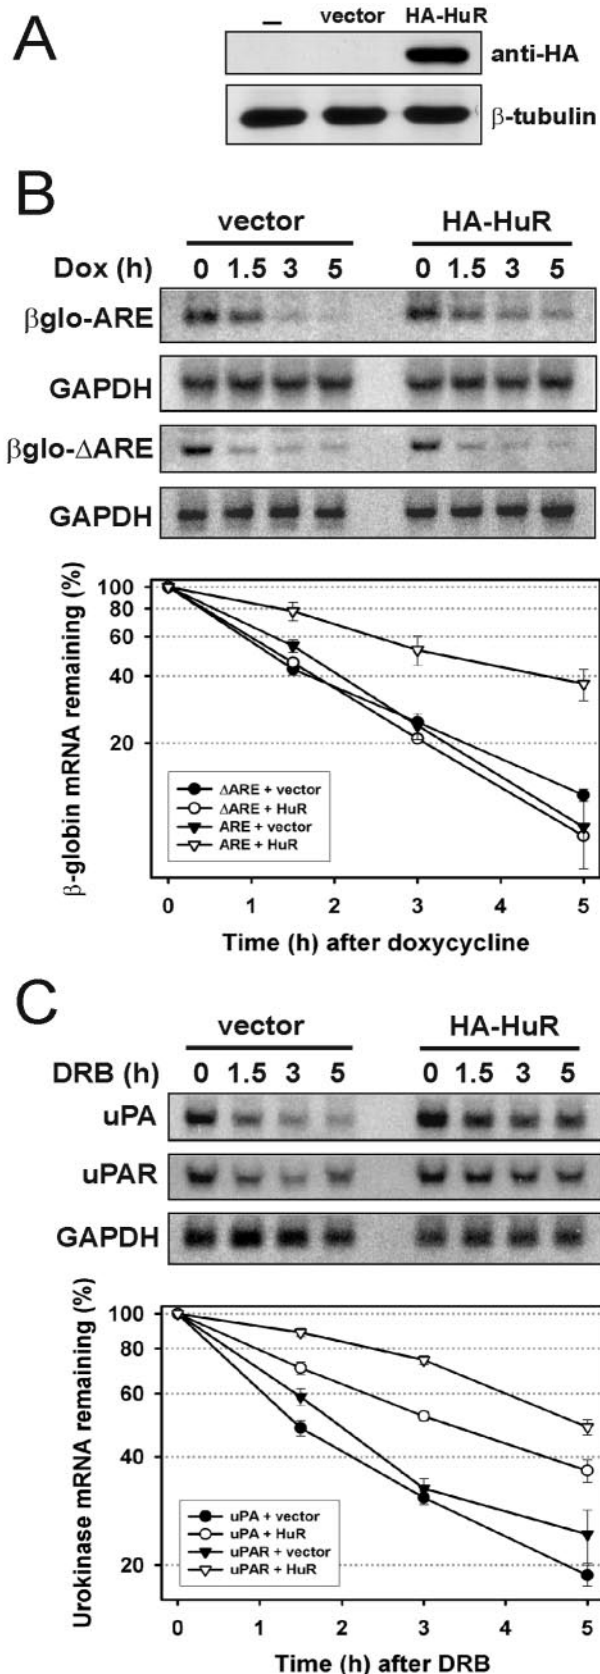 A
– vector HA-HuR
anti-HA
β-tubulin
B
vector HA-HuR
Dox (h) 0 1.5 3 5 0 1.5 3 5
βglo-ARE
GAPDH
βglo-ΔARE
GAPDH
β-globin mRNA remaining (%)
100
80
60
40
20
ΔARE + vector
ΔARE + HuR
ARE + vector
ARE + HuR
0 1 2 3 4 5
Time (h) after doxycycline
C
vector HA-HuR
DRB (h) 0 1.5 3 5 0 1.5 3 5
uPA
uPAR
GAPDH
Urokinase mRNA remaining (%)
100
80
60
40
20
uPA + vector
uPA + HuR
uPAR + vector
uPAR + HuR
0 1 2 3 4 5
Time (h) after DRB